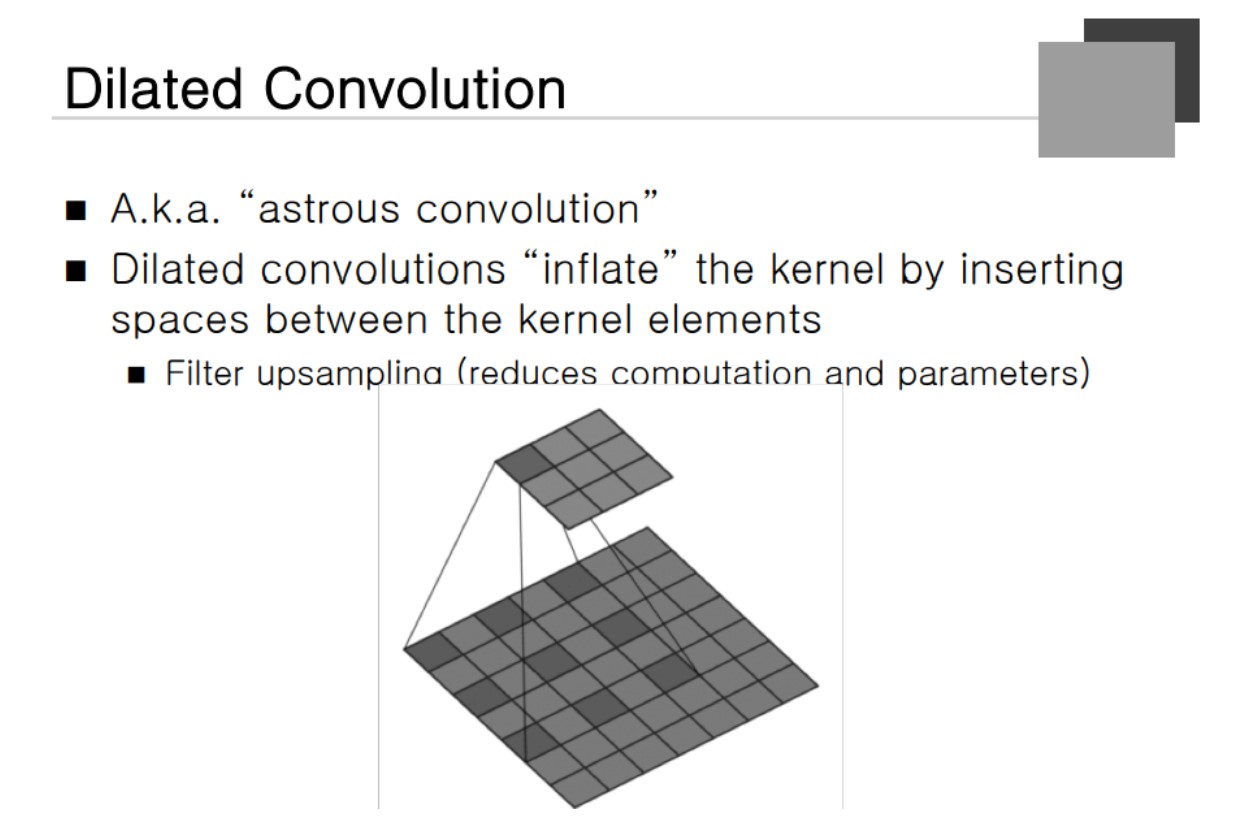 Dilated Convolution
A.k.a. “astrous convolution”
Dilated convolutions “inflate” the kernel by inserting
spaces between the kernel elements
Filter upsampling (reduces computation and parameters)